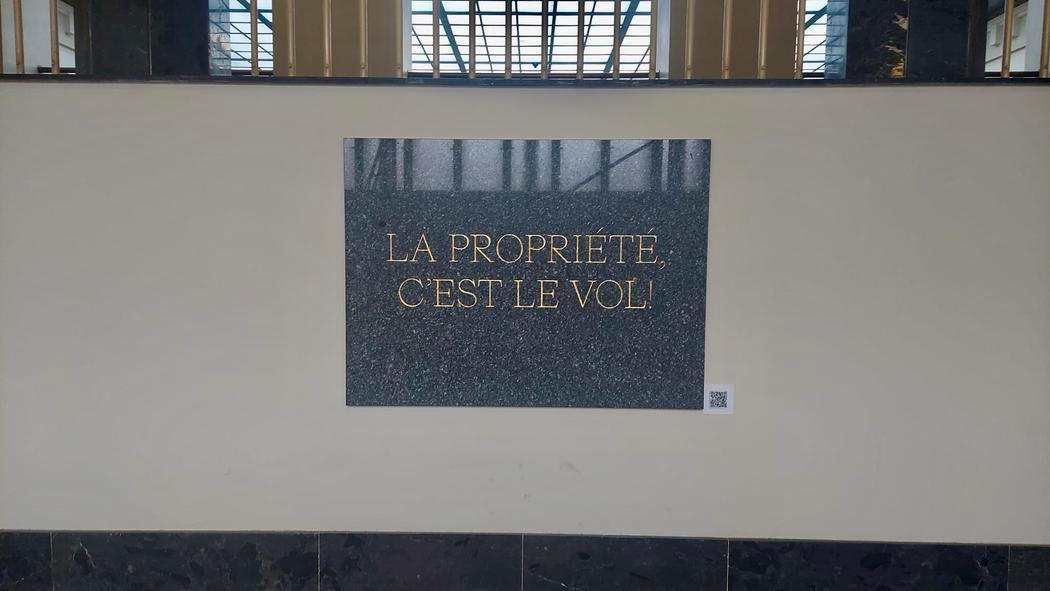 LA PROPRIÉTÉ,
C'EST LE VOL!